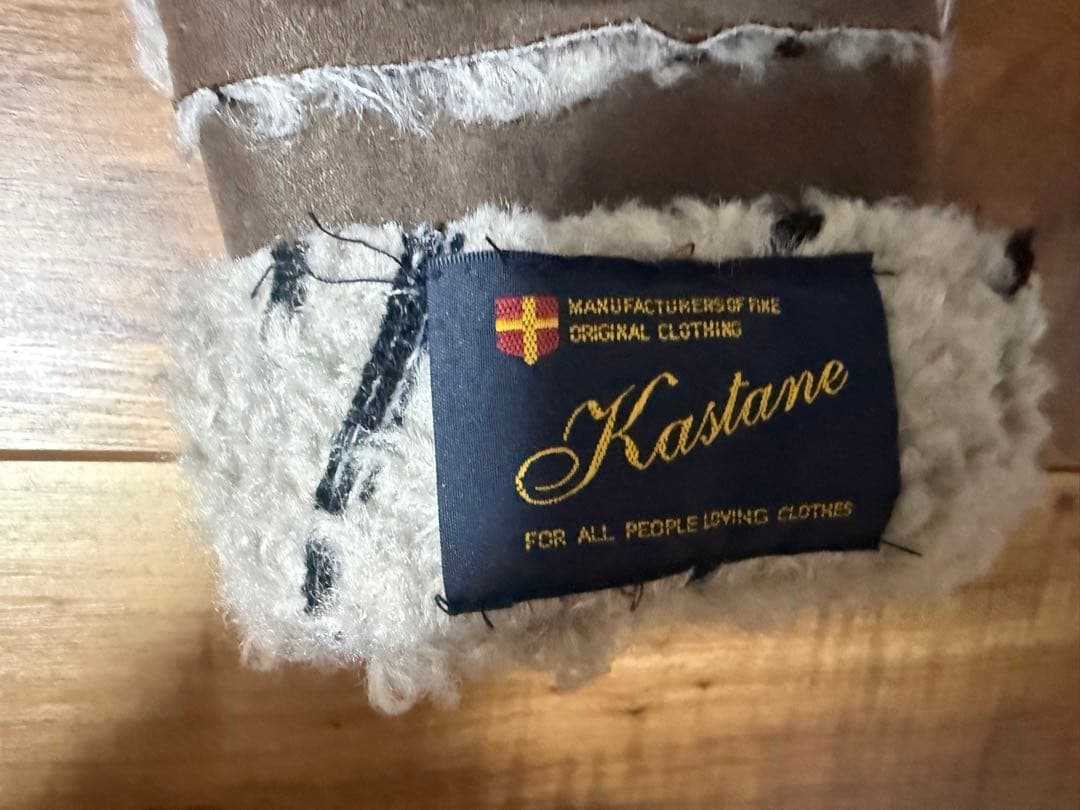 MANUFACTURERS OF FINE
ORIGINAL CLOTHING
Kastane
FOR ALL PEOPLE LOVING CLOTHES